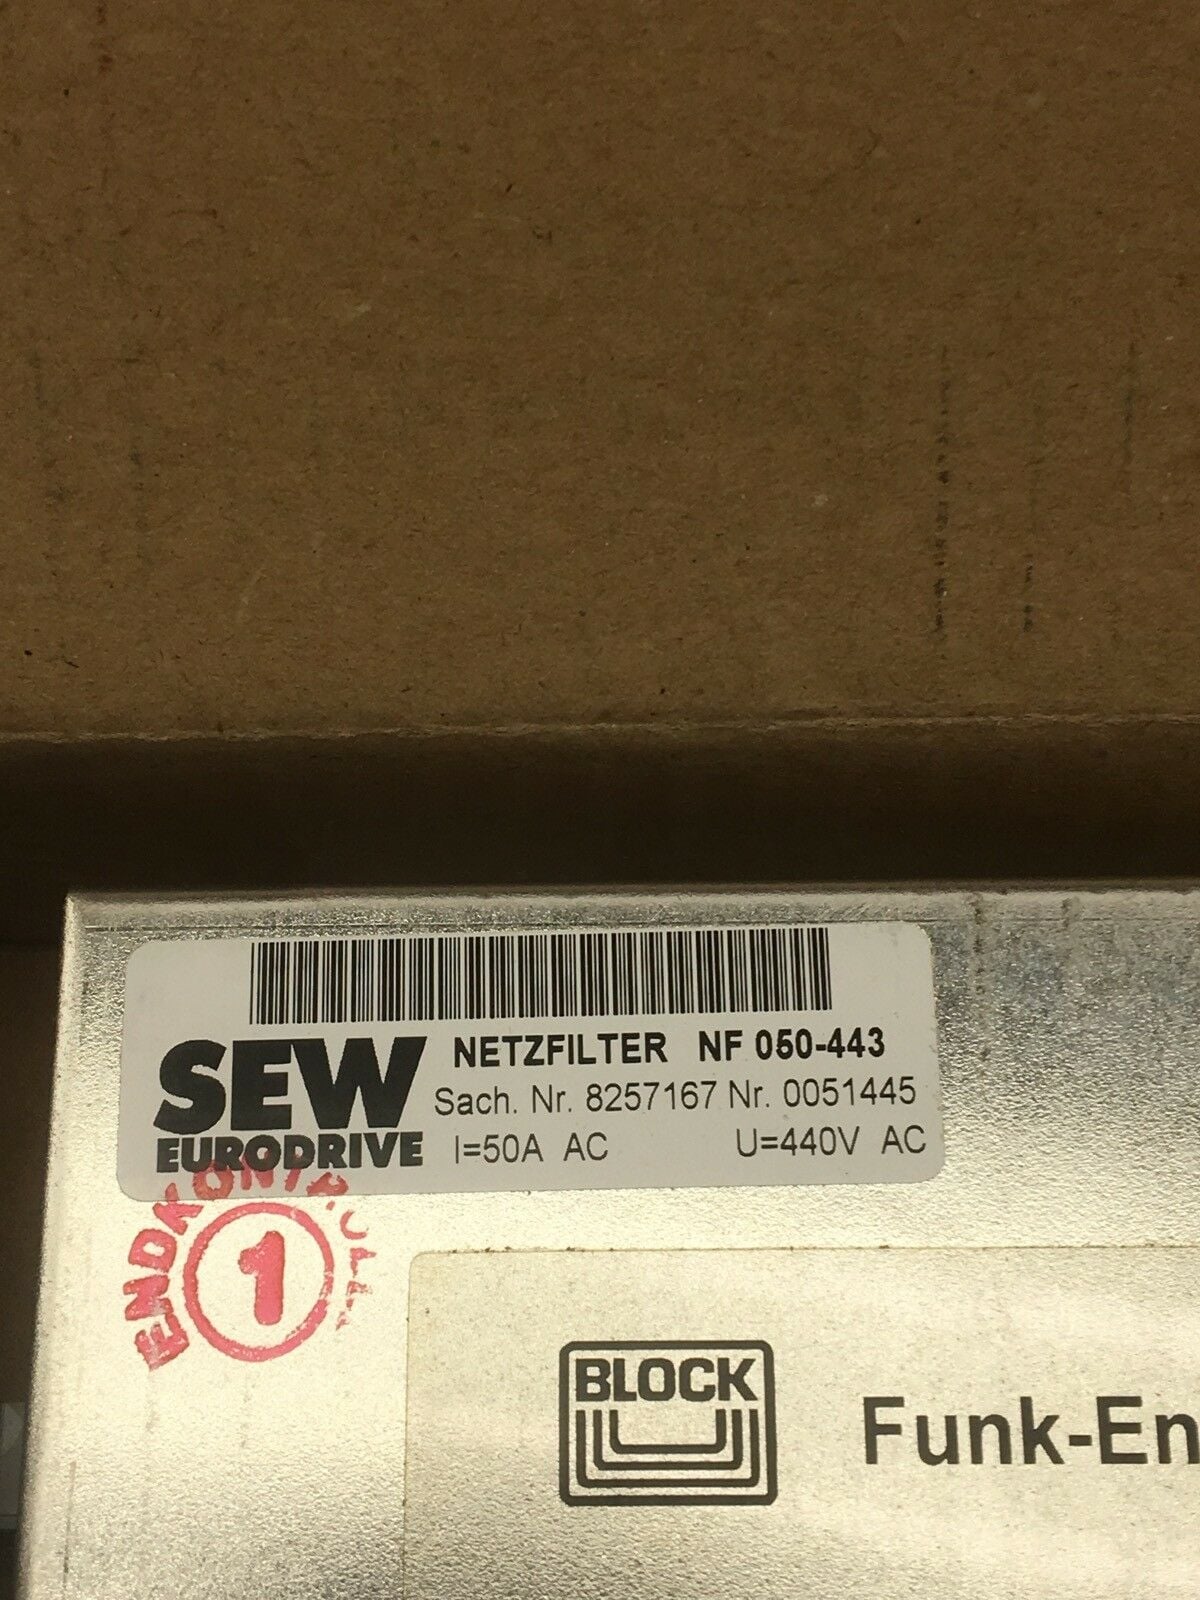 SEW
EURODRIVE
NETZFILTER NF 050-443
Sach. Nr. 8257167 Nr. 0051445
I=50A AC U=440V AC
ENDKONTROLL
1
BLOCK
Funk-En